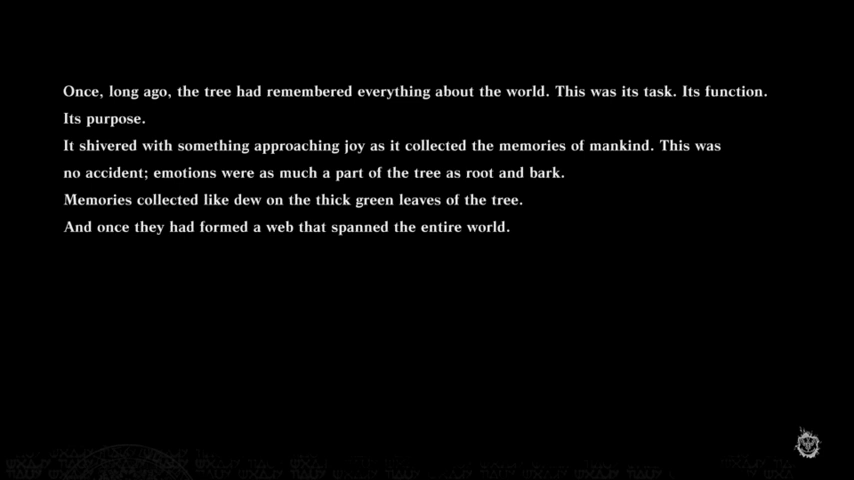 Once, long ago, the tree had remembered everything about the world. This was its task. Its function.
Its purpose.
It shivered with something approaching joy as it collected the memories of mankind. This was
no accident; emotions were as much a part of the tree as root and bark.
Memories collected like dew on the thick green leaves of the tree.
And once they had formed a web that spanned the entire world.